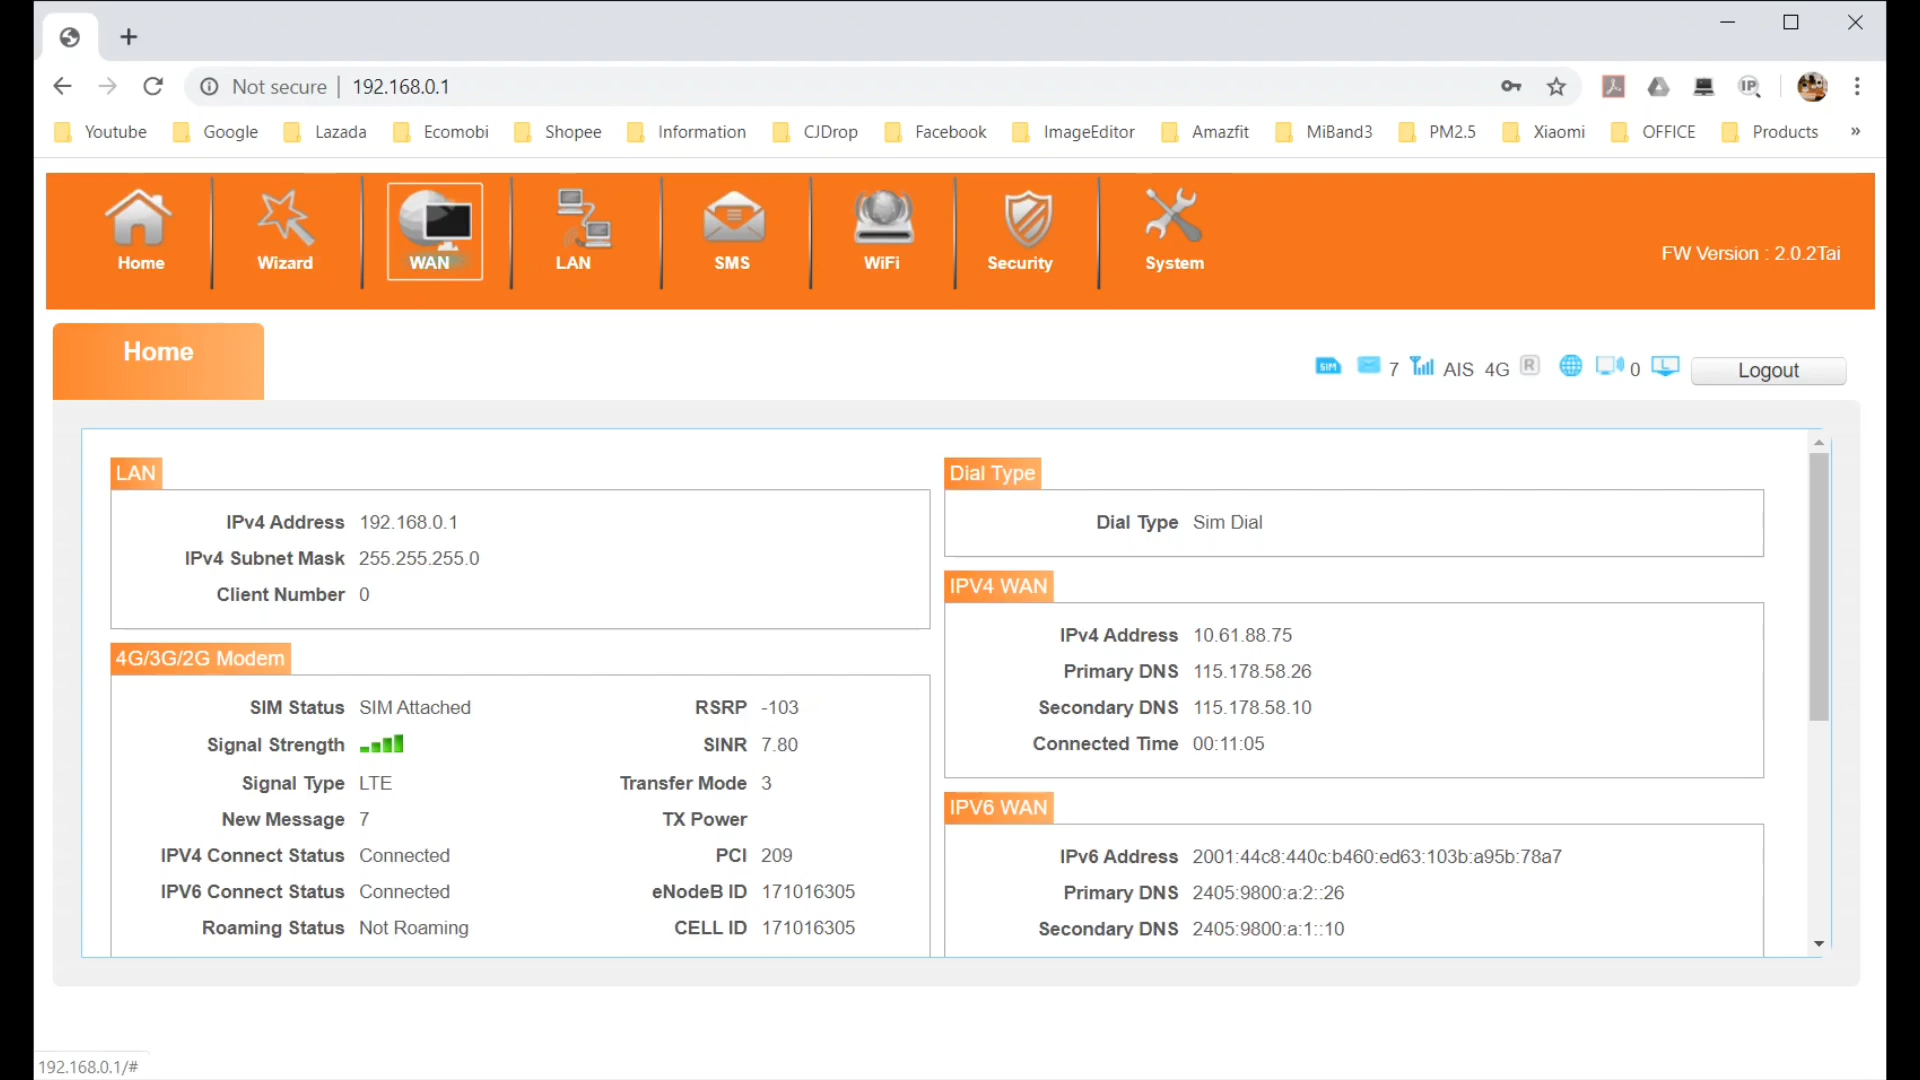 Not secure | 192.168.0.1
Youtube Google Lazada Ecomobi Shopee Information CJDrop Facebook ImageEditor Amazfit MiBand3 PM2.5 Xiaomi OFFICE Products »
Home Wizard WAN LAN SMS WiFi Security System
FW Version : 2.0.2Tai
Home
SIM 7 AIS 4G R 0 L Logout
LAN
IPv4 Address 192.168.0.1
IPv4 Subnet Mask 255.255.255.0
Client Number 0
4G/3G/2G Modem
SIM Status SIM Attached RSRP -103
Signal Strength SINR 7.80
Signal Type LTE Transfer Mode 3
New Message 7 TX Power
IPV4 Connect Status Connected PCI 209
IPV6 Connect Status Connected eNodeB ID 171016305
Roaming Status Not Roaming CELL ID 171016305
Dial Type
Dial Type Sim Dial
IPV4 WAN
IPv4 Address 10.61.88.75
Primary DNS 115.178.58.26
Secondary DNS 115.178.58.10
Connected Time 00:11:05
IPV6 WAN
IPv6 Address 2001:44c8:440c:b460:ed63:103b:a95b:78a7
Primary DNS 2405:9800:a:2::26
Secondary DNS 2405:9800:a:1::10
192.168.0.1/#